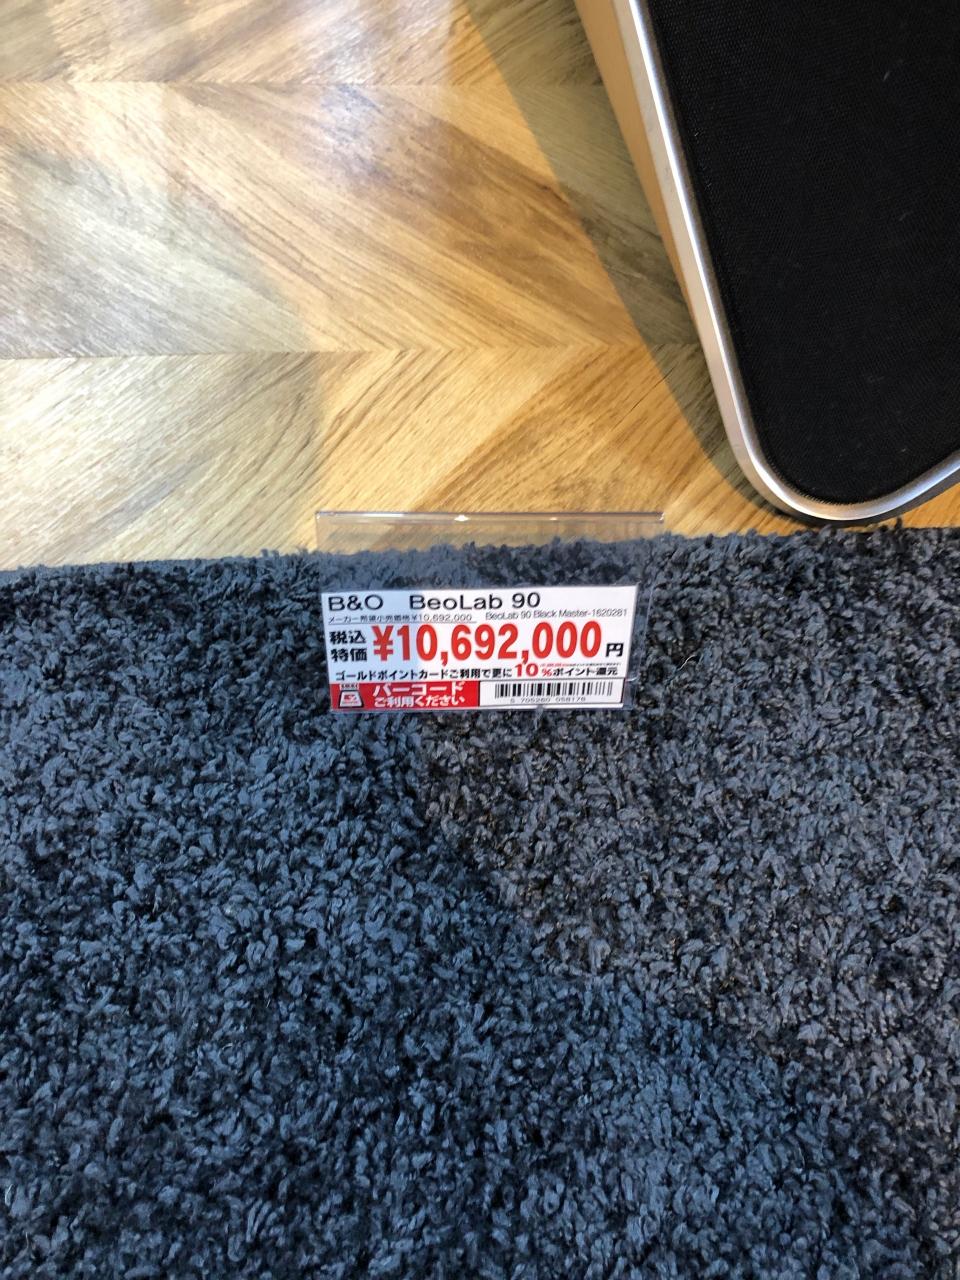 B&O BeoLab 90
メーカー希望小売価格¥10,692,000 BeoLab 90 Black Master-1620281
税込
特価 ¥10,692,000円
ゴールドポイントカードご利用で更に10%ポイント還元
バーコード
ご利用ください
5 705260 058178